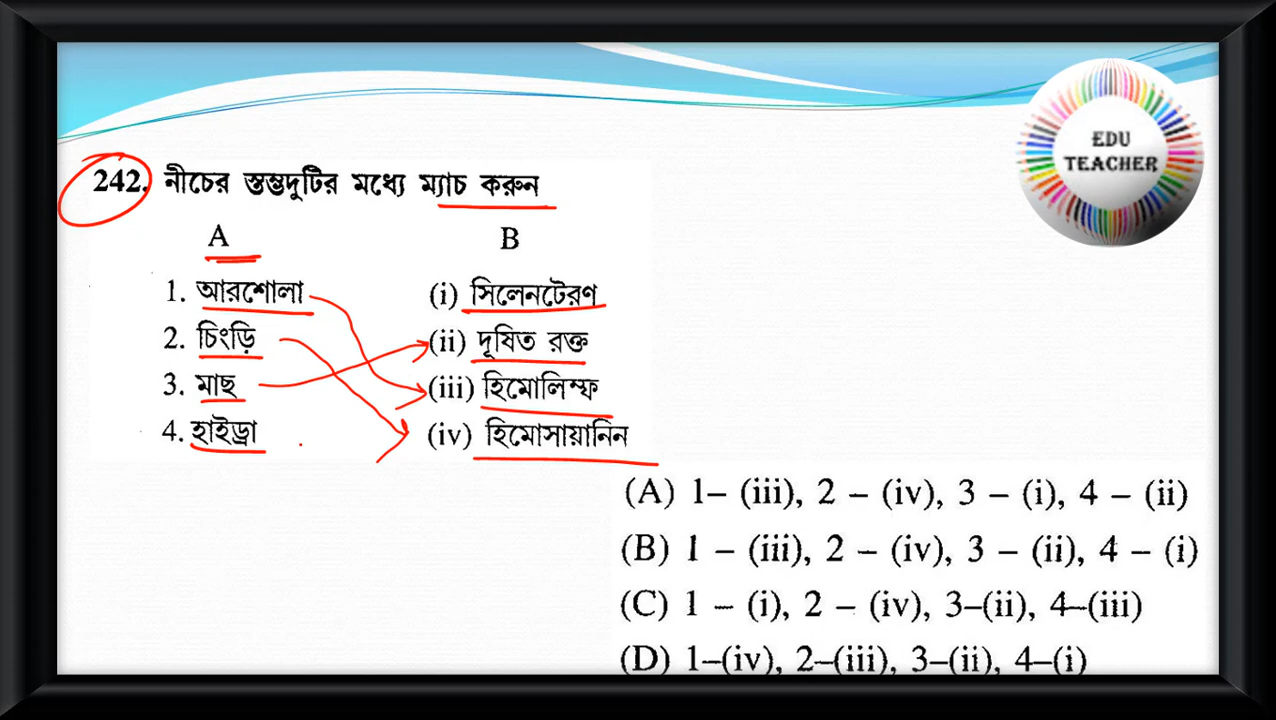 EDU
TEACHER
242. নীচের স্তম্ভদুটির মধ্যে ম্যাচ করুন
A B
1. আরশোলা (i) সিলেনটেরণ
2. চিংড়ি (ii) দূষিত রক্ত
3. মাছ (iii) হিমোলিম্ফ
4. হাইড্রা (iv) হিমোসায়ানিন
(A) 1– (iii), 2 – (iv), 3 – (i), 4 – (ii)
(B) 1 – (iii), 2 – (iv), 3 – (ii), 4 – (i)
(C) 1 – (i), 2 – (iv), 3–(ii), 4–(iii)
(D) 1–(iv), 2–(iii), 3–(ii), 4–(i)